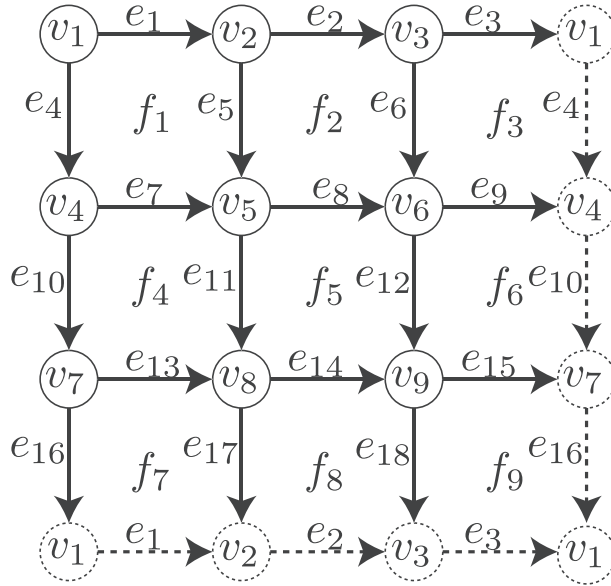 v₁ e₁ v₂ e₂ v₃ e₃ v₁
e₄ f₁ e₅ f₂ e₆ f₃ e₄
v₄ e₇ v₅ e₈ v₆ e₉ v₄
e₁₀ f₄ e₁₁ f₅ e₁₂ f₆ e₁₀
v₇ e₁₃ v₈ e₁₄ v₉ e₁₅ v₇
e₁₆ f₇ e₁₇ f₈ e₁₈ f₉ e₁₆
v₁ e₁ v₂ e₂ v₃ e₃ v₁